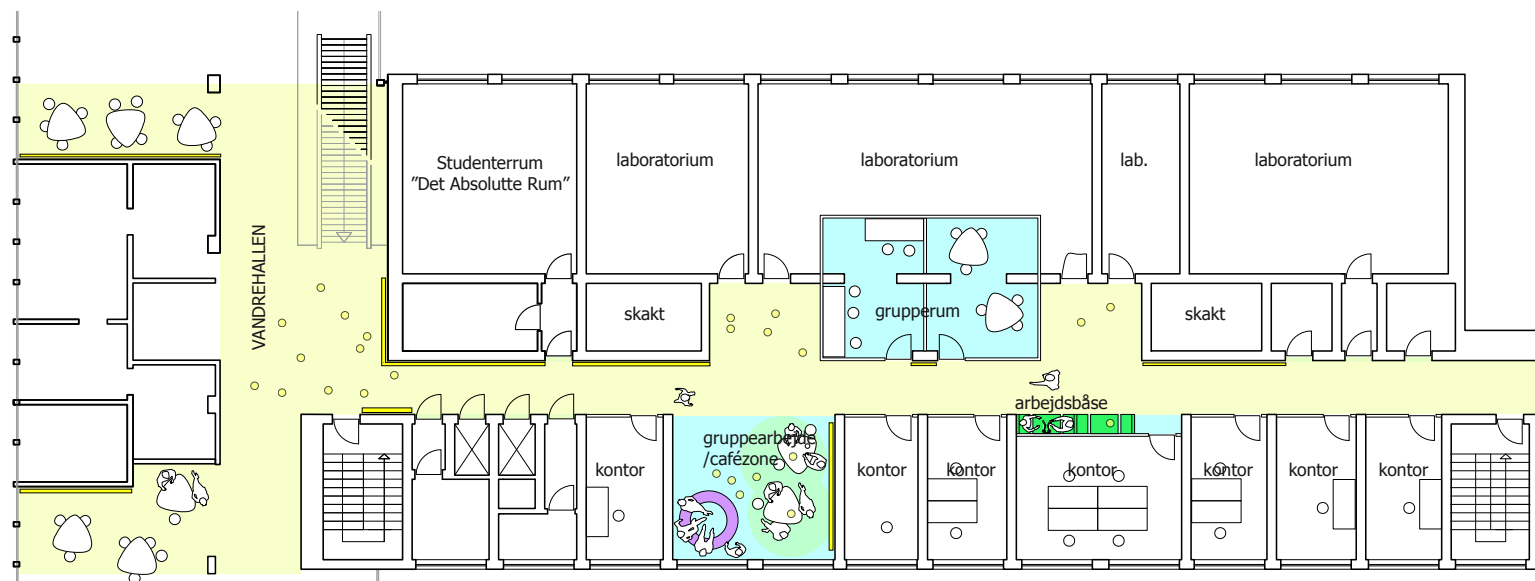 Studenterrum
”Det Absolutte Rum”
laboratorium
laboratorium
lab.
laboratorium
VANDREHALLEN
skakt
grupperum
skakt
arbejdsbåse
gruppearbejde
/cafézone
kontor
kontor
kontor
kontor
kontor
kontor
kontor